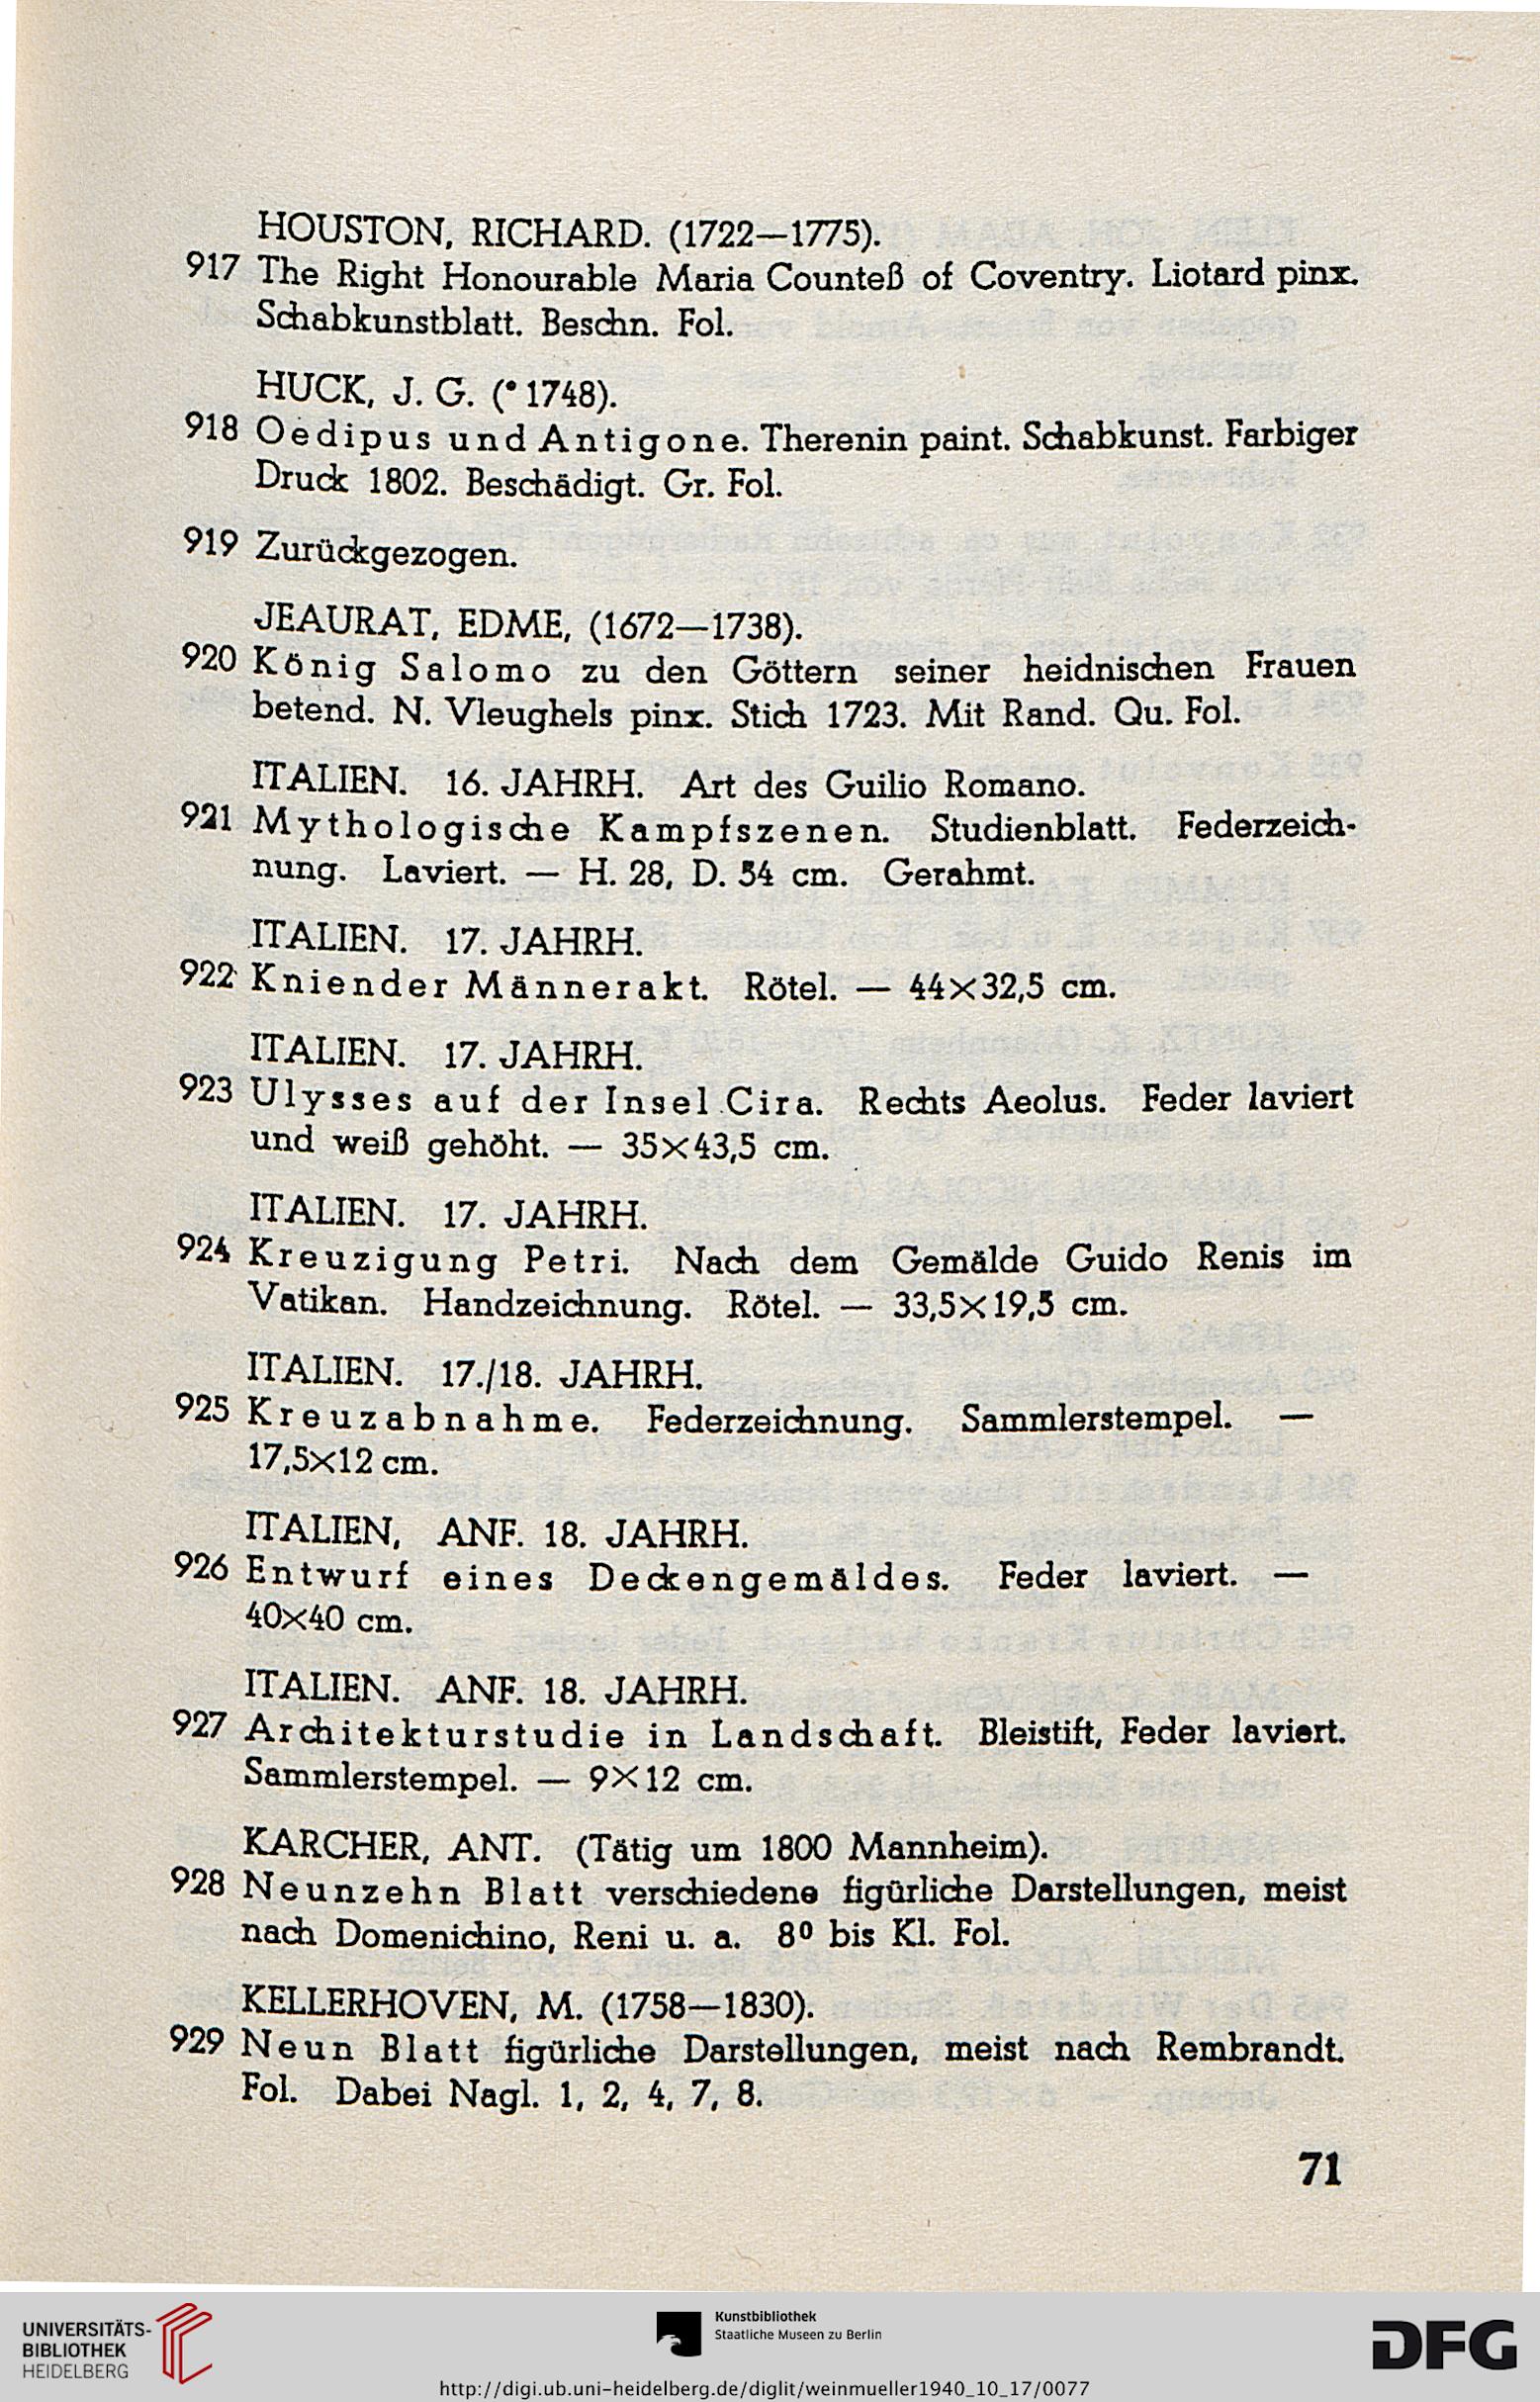 HOUSTON, RICHARD. (1722—1775).
917 The Right Honourable Maria Counteß of Coventry. Liotard pinx.
Schabkunstblatt. Beschn. Fol.
HUCK, J. G. (* 1748).
918 Oedipus und Antigone. Therenin paint. Schabkunst. Farbiger
Druck 1802. Beschädigt. Gr. Fol.
919 Zurückgezogen.
JEAURAT, EDME, (1672—1738).
920 König Salomo zu den Göttern seiner heidnischen Frauen
betend. N. Vleughels pinx. Stich 1723. Mit Rand. Qu. Fol.
ITALIEN. 16. JAHRH. Art des Guilio Romano.
921 Mythologische Kampfszenen. Studienblatt. Federzeich-
nung. Laviert. — H. 28, D. 54 cm. Gerahmt.
ITALIEN. 17. JAHRH.
922 Kniender Männerakt. Rötel. — 44×32,5 cm.
ITALIEN. 17. JAHRH.
923 Ulysses auf der Insel Cira. Rechts Aeolus. Feder laviert
und weiß gehöht. — 35×43,5 cm.
ITALIEN. 17. JAHRH.
924 Kreuzigung Petri. Nach dem Gemälde Guido Renis im
Vatikan. Handzeichnung. Rötel. — 33,5×19,5 cm.
ITALIEN. 17./18. JAHRH.
925 Kreuzabnahme. Federzeichnung. Sammlerstempel. —
17,5×12 cm.
ITALIEN, ANF. 18. JAHRH.
926 Entwurf eines Deckengemäldes. Feder laviert. —
40×40 cm.
ITALIEN. ANF. 18. JAHRH.
927 Architekturstudie in Landschaft. Bleistift, Feder laviert.
Sammlerstempel. — 9×12 cm.
KARCHER, ANT. (Tätig um 1800 Mannheim).
928 Neunzehn Blatt verschiedene figürliche Darstellungen, meist
nach Domenichino, Reni u. a. 8⁰ bis Kl. Fol.
KELLERHOVEN, M. (1758—1830).
929 Neun Blatt figürliche Darstellungen, meist nach Rembrandt.
Fol. Dabei Nagl. 1, 2, 4, 7, 8.
71
UNIVERSITÄTS-
BIBLIOTHEK
HEIDELBERG
Kunstbibliothek
Staatliche Museen zu Berlin
DFG
http://digi.ub.uni-heidelberg.de/diglit/weinmueller1940_10_17/0077